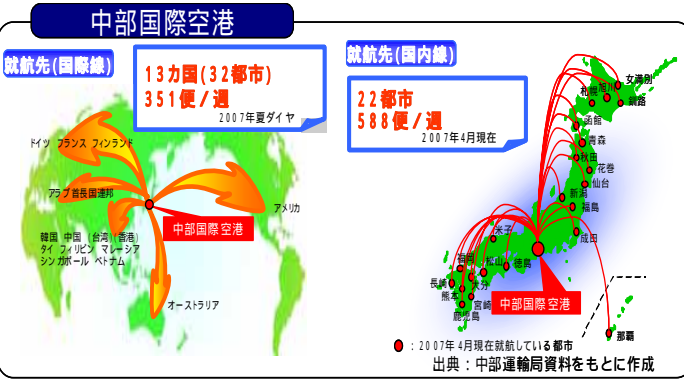 中部国際空港
就航先(国際線)
13カ国(32都市)
351便/週
2007年夏ダイヤ
ドイツ フランス フィンランド
アラブ首長国連邦
韓国 中国 (台湾)(香港)
タイ フィリピン マレーシア
シンガポール ベトナム
オーストラリア
アメリカ
中部国際空港
就航先(国内線)
22都市
588便/週
2007年4月現在
女満別
旭川
札幌
釧路
函館
青森
秋田
花巻
仙台
新潟
福島
成田
米子
福岡
松山
徳島
長崎
大分
熊本
宮崎
鹿児島
中部国際空港
那覇
:2007年4月現在就航している都市
出典:中部運輸局資料をもとに作成